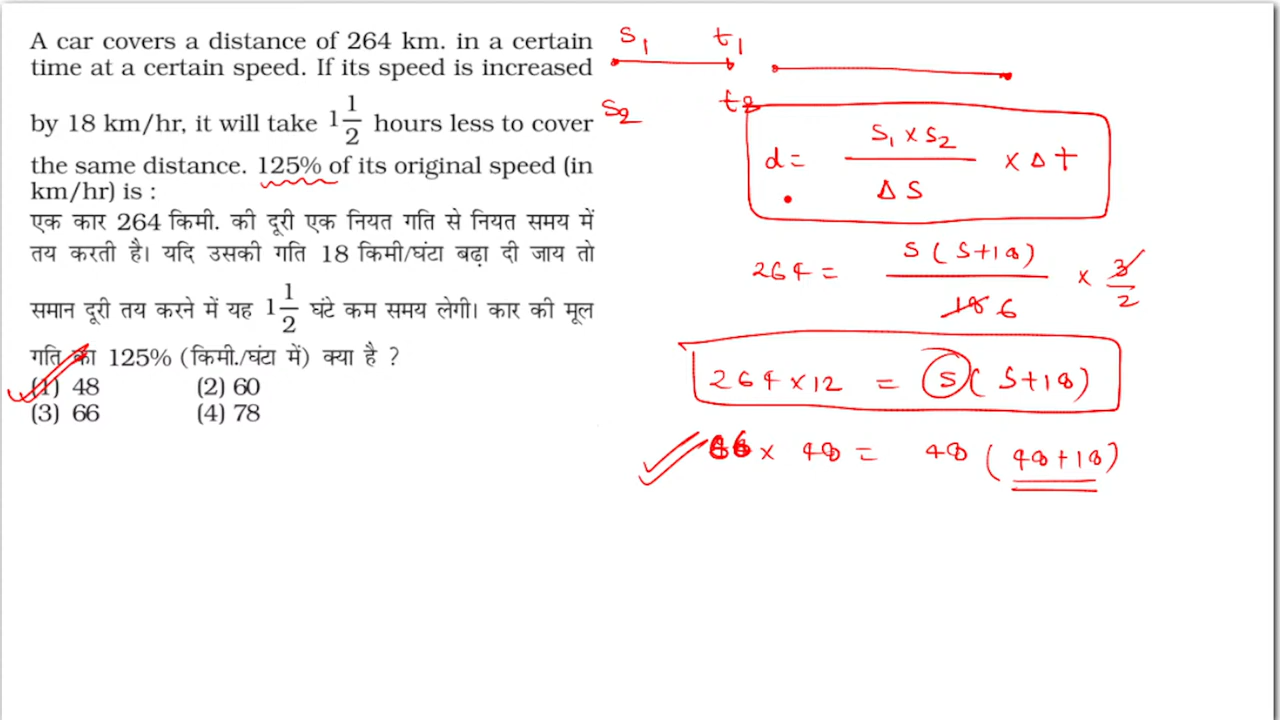 A car covers a distance of 264 km. in a certain
time at a certain speed. If its speed is increased
by 18 km/hr, it will take 1 1/2 hours less to cover
the same distance. 125% of its original speed (in
km/hr) is :
एक कार 264 किमी. की दूरी एक नियत गति से नियत समय में
तय करती है। यदि उसकी गति 18 किमी/घंटा बढ़ा दी जाय तो
समान दूरी तय करने में यह 1 1/2 घंटे कम समय लेगी। कार की मूल
गति का 125% (किमी./घंटा में) क्या है ?
(1) 48 (2) 60
(3) 66 (4) 78
S1 t1
S2 t2
d = S1 × S2 / ΔS × Δt
264 = S (S+18) / 18 6 × 3/2
264 × 12 = S (S+18)
66 × 48 = 48 (48+18)